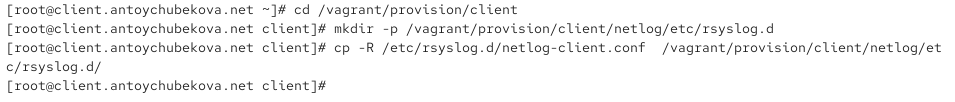 [root@client.antoychubekova.net ~]# cd /vagrant/provision/client
[root@client.antoychubekova.net client]# mkdir -p /vagrant/provision/client/netlog/etc/rsyslog.d
[root@client.antoychubekova.net client]# cp -R /etc/rsyslog.d/netlog-client.conf  /vagrant/provision/client/netlog/et
c/rsyslog.d/
[root@client.antoychubekova.net client]#